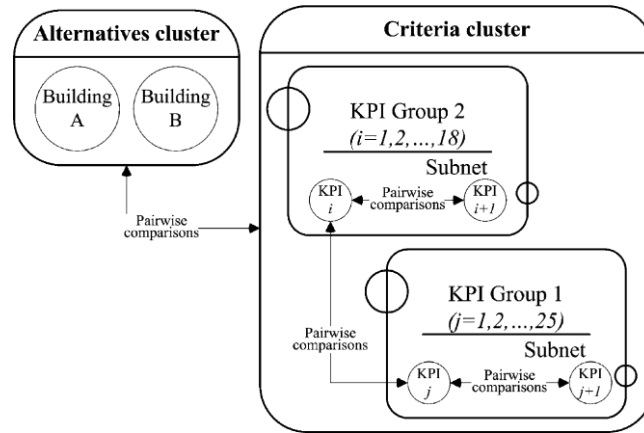 Alternatives cluster
Building
A
Building
B
Pairwise
comparisons
Criteria cluster
KPI Group 2
(i=1,2,...,18)
Subnet
KPI
i
Pairwise
comparisons
KPI
i+1
Pairwise
comparisons
KPI Group 1
(j=1,2,...,25)
Subnet
KPI
j
Pairwise
comparisons
KPI
j+1